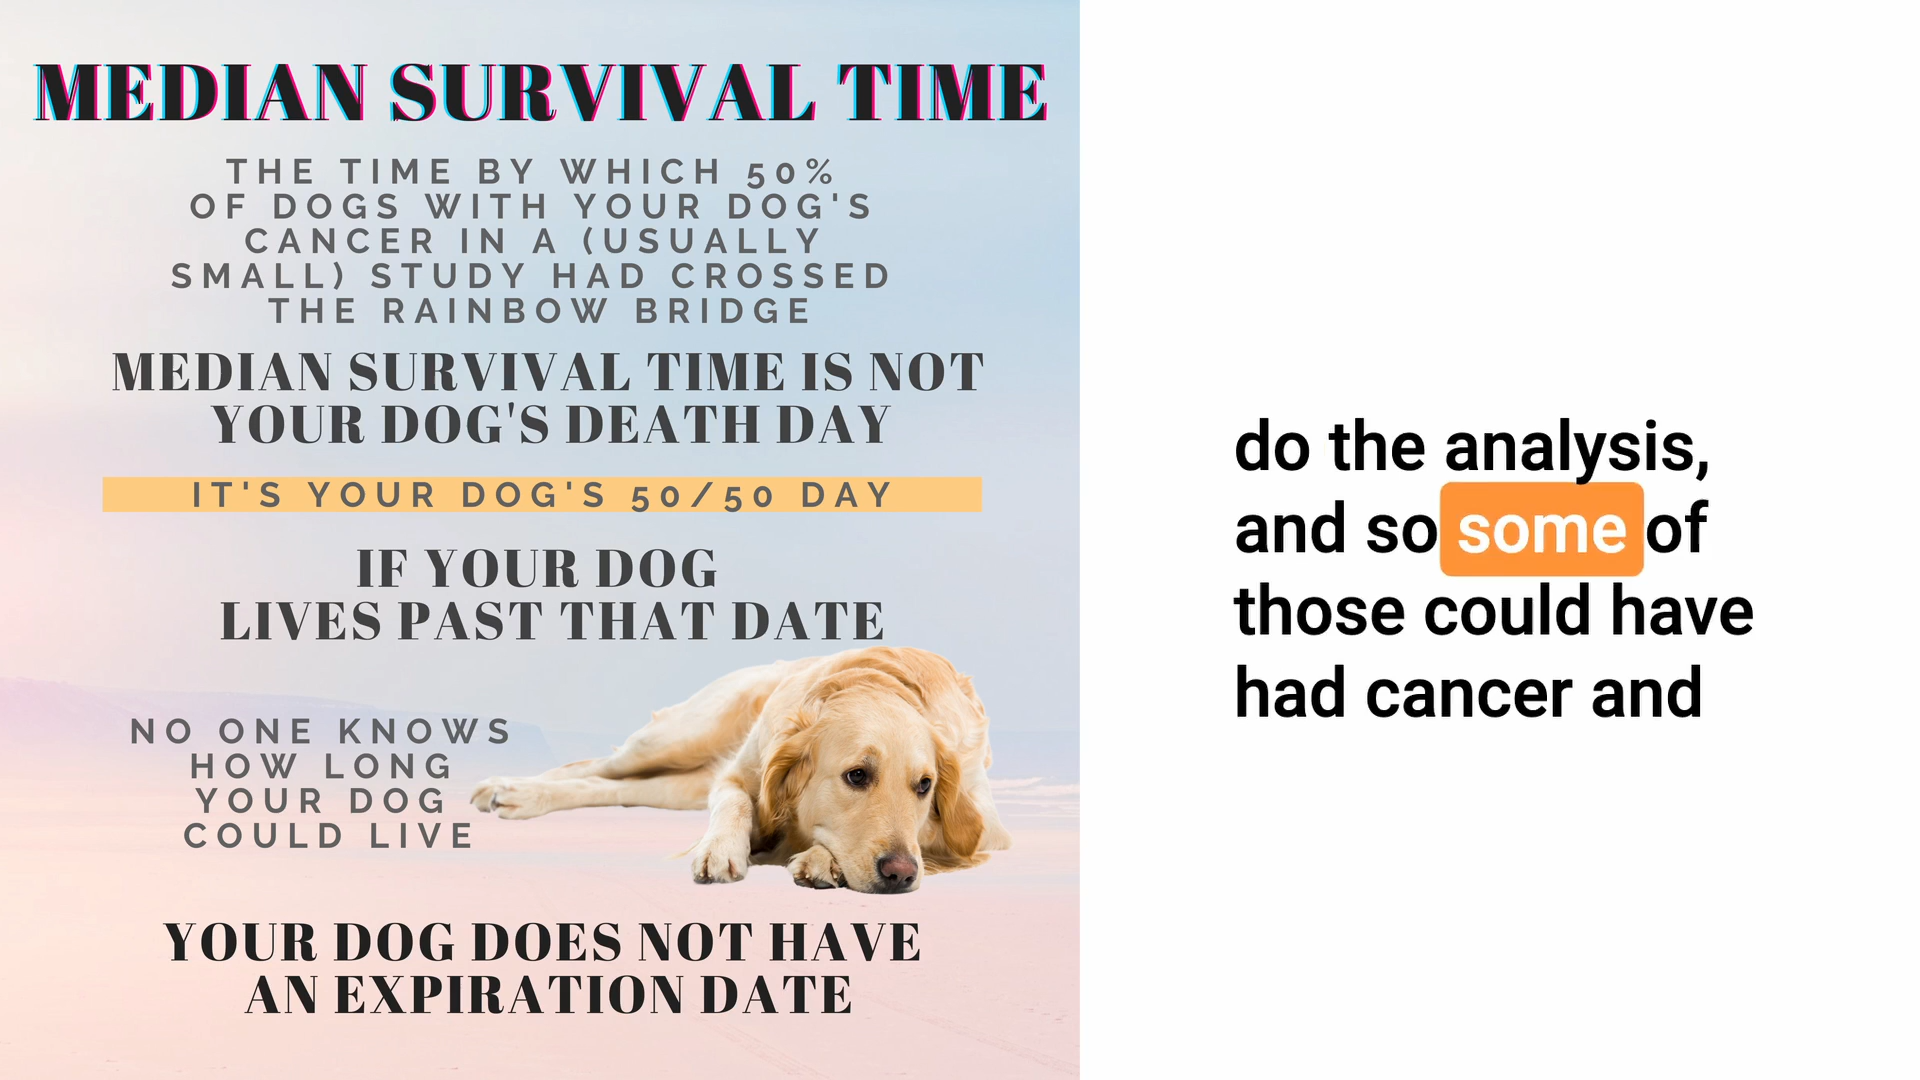 MEDIAN SURVIVAL TIME
THE TIME BY WHICH 50%
OF DOGS WITH YOUR DOG'S
CANCER IN A (USUALLY
SMALL) STUDY HAD CROSSED
THE RAINBOW BRIDGE
MEDIAN SURVIVAL TIME IS NOT
YOUR DOG'S DEATH DAY
IT'S YOUR DOG'S 50/50 DAY
IF YOUR DOG
LIVES PAST THAT DATE
NO ONE KNOWS
HOW LONG
YOUR DOG
COULD LIVE
YOUR DOG DOES NOT HAVE
AN EXPIRATION DATE
do the analysis,
and so some of
those could have
had cancer and